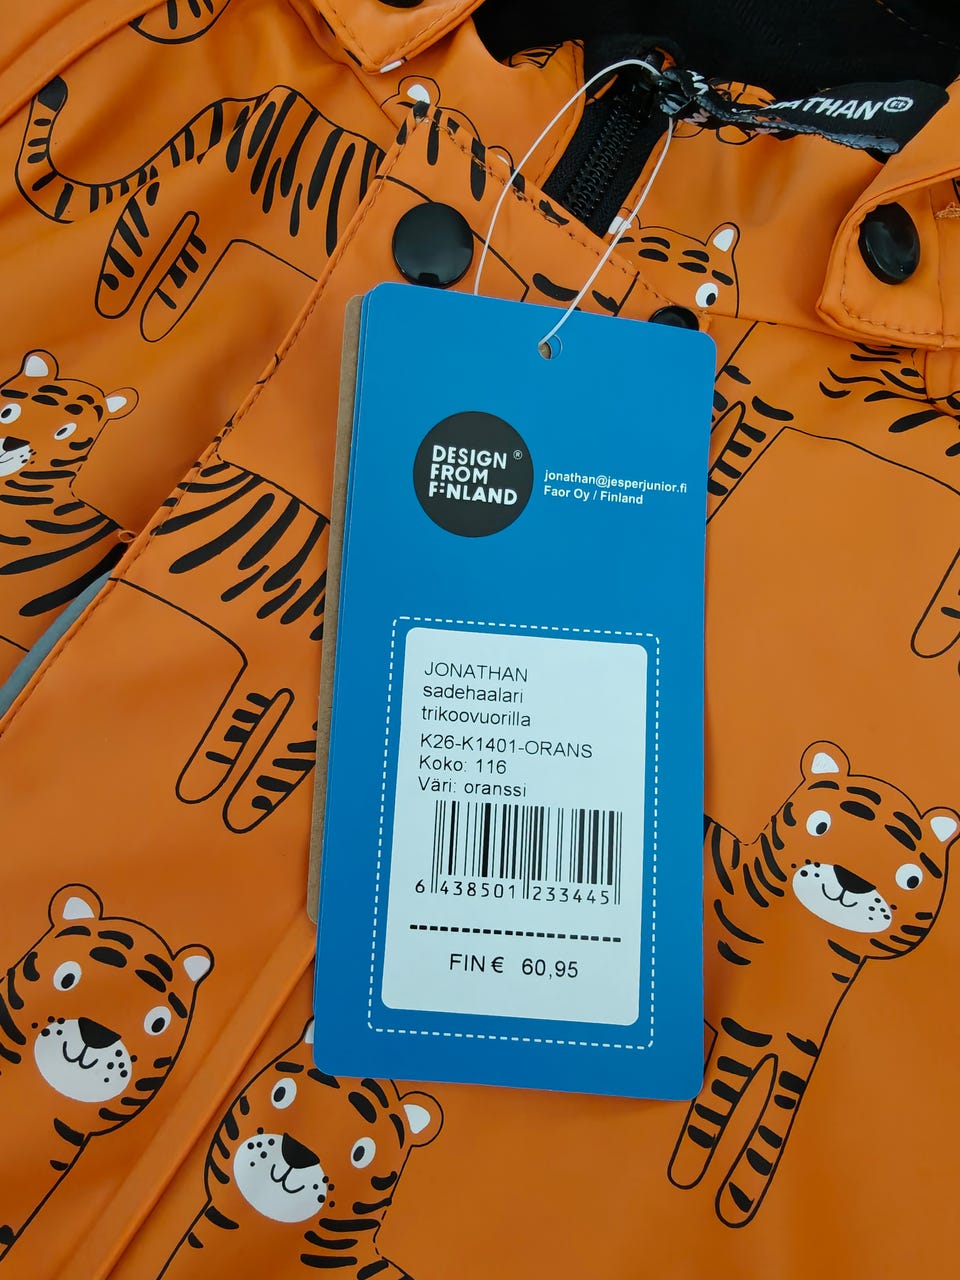 NATHAN
DESIGN ®
FROM
FINLAND
jonathan@jesperjunior.fi
Faor Oy / Finland
JONATHAN
sadehaalari
trikoovuorilla
K26-K1401-ORANS
Koko: 116
Väri: oranssi
6 438501 233445
FIN € 60,95